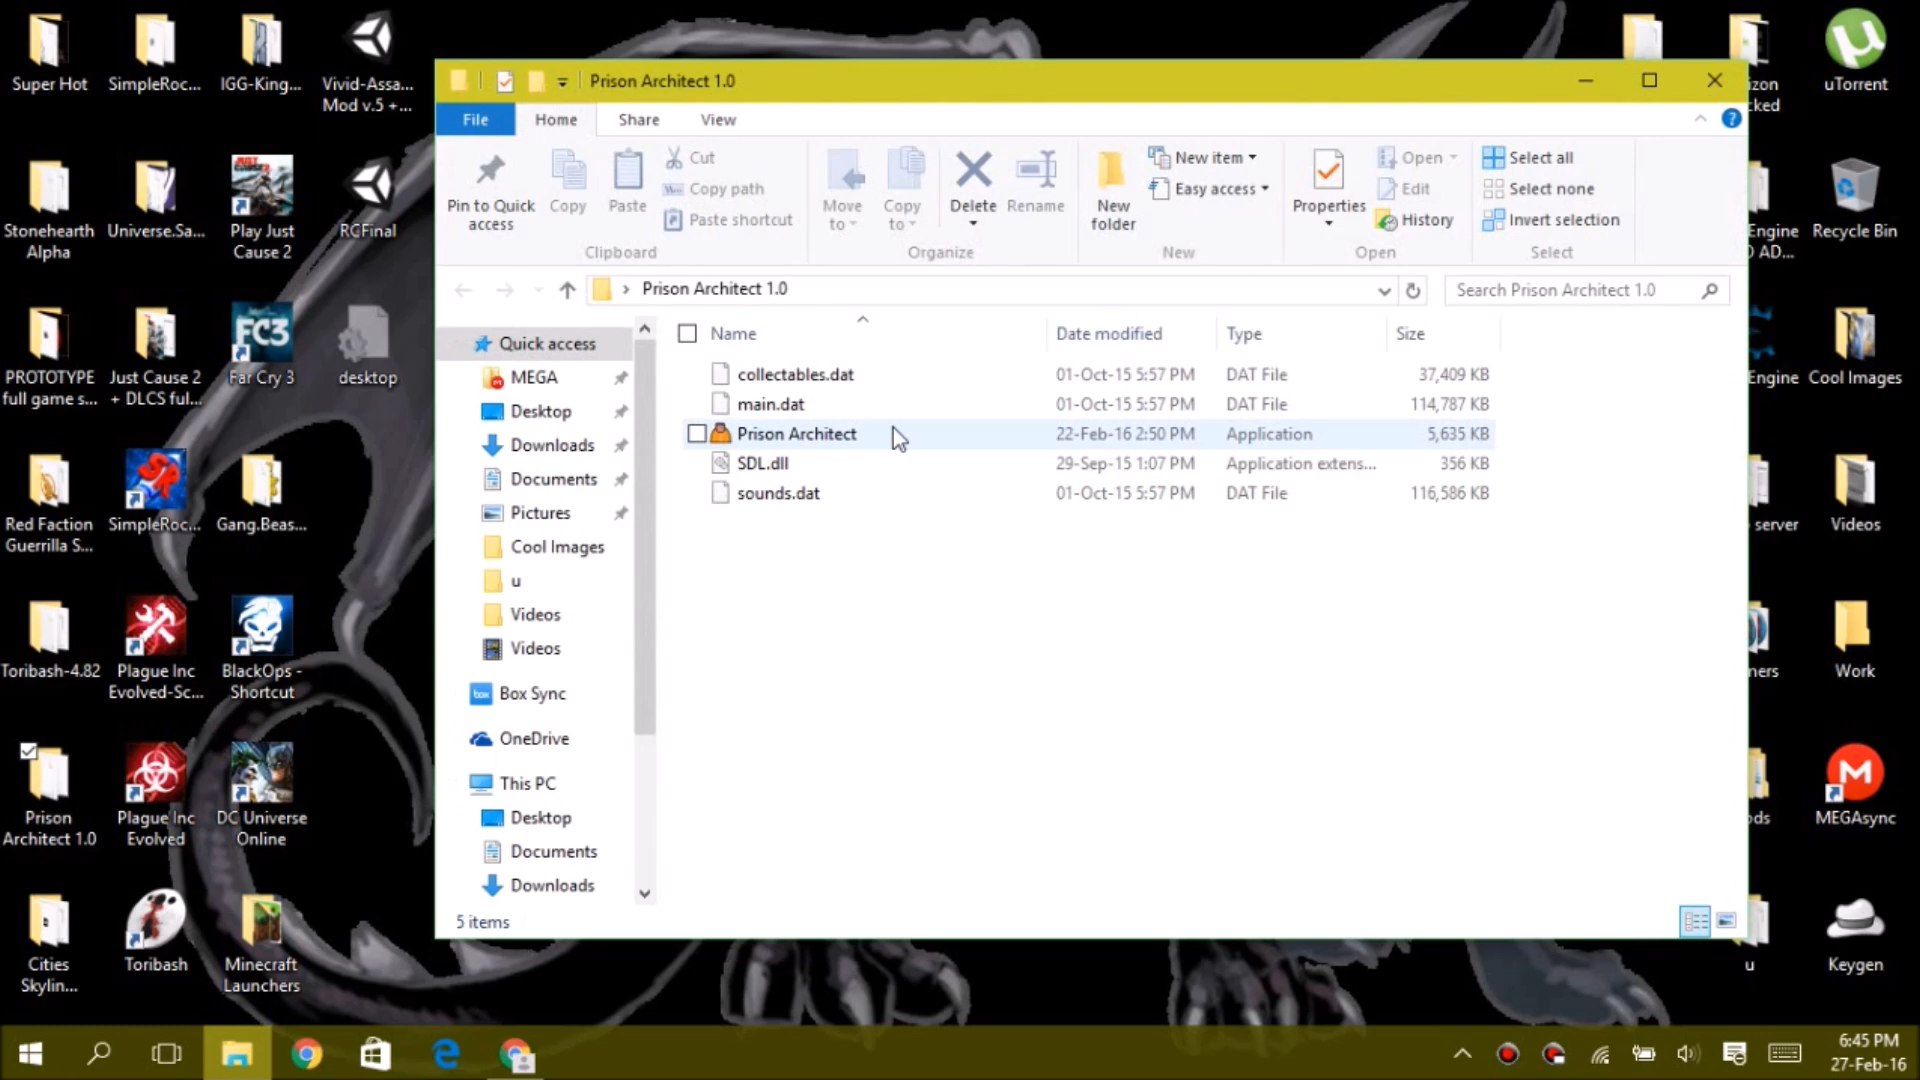 Super Hot
SimpleRoc...
IGG-King...
Vivid-Assa...
Mod v.5 +...
Stonehearth
Alpha
Universe.Sa...
Play Just
Cause 2
RCFinal
PROTOTYPE
full game s...
Just Cause 2
+ DLCS ful...
Far Cry 3
desktop
Red Faction
Guerrilla S...
SimpleRoc...
Gang.Beas...
Toribash-4.82
Plague Inc
Evolved-Sc...
BlackOps -
Shortcut
Prison
Architect 1.0
Plague Inc
Evolved
DC Universe
Online
Cities
Skylin...
Toribash
Minecraft
Launchers
Prison Architect 1.0
File
Home
Share
View
Pin to Quick
access
Copy
Paste
Cut
Copy path
Paste shortcut
Clipboard
Move
to
Copy
to
Delete
Rename
Organize
New
folder
New item
Easy access
New
Properties
Open
Edit
History
Open
Select all
Select none
Invert selection
Select
Prison Architect 1.0
Search Prison Architect 1.0
Quick access
MEGA
Desktop
Downloads
Documents
Pictures
Cool Images
u
Videos
Videos
box
Box Sync
OneDrive
This PC
Desktop
Documents
Downloads
Name Date modified Type Size
collectables.dat 01-Oct-15 5:57 PM DAT File 37,409 KB
main.dat 01-Oct-15 5:57 PM DAT File 114,787 KB
Prison Architect 22-Feb-16 2:50 PM Application 5,635 KB
SDL.dll 29-Sep-15 1:07 PM Application extens... 356 KB
sounds.dat 01-Oct-15 5:57 PM DAT File 116,586 KB
5 items
izon
cked
uTorrent
Engine
D AD...
Recycle Bin
Engine
Cool Images
server
Videos
ners
Work
ods
MEGAsync
u
Keygen
6:45 PM
27-Feb-16